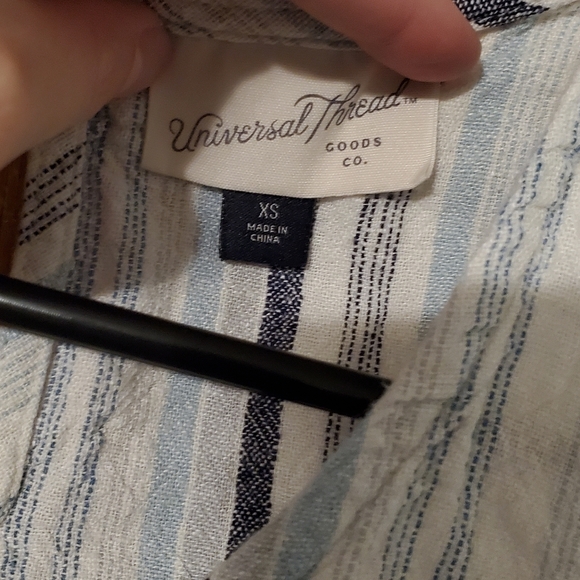 Universal Thread™
GOODS
CO.
XS
MADE IN
CHINA